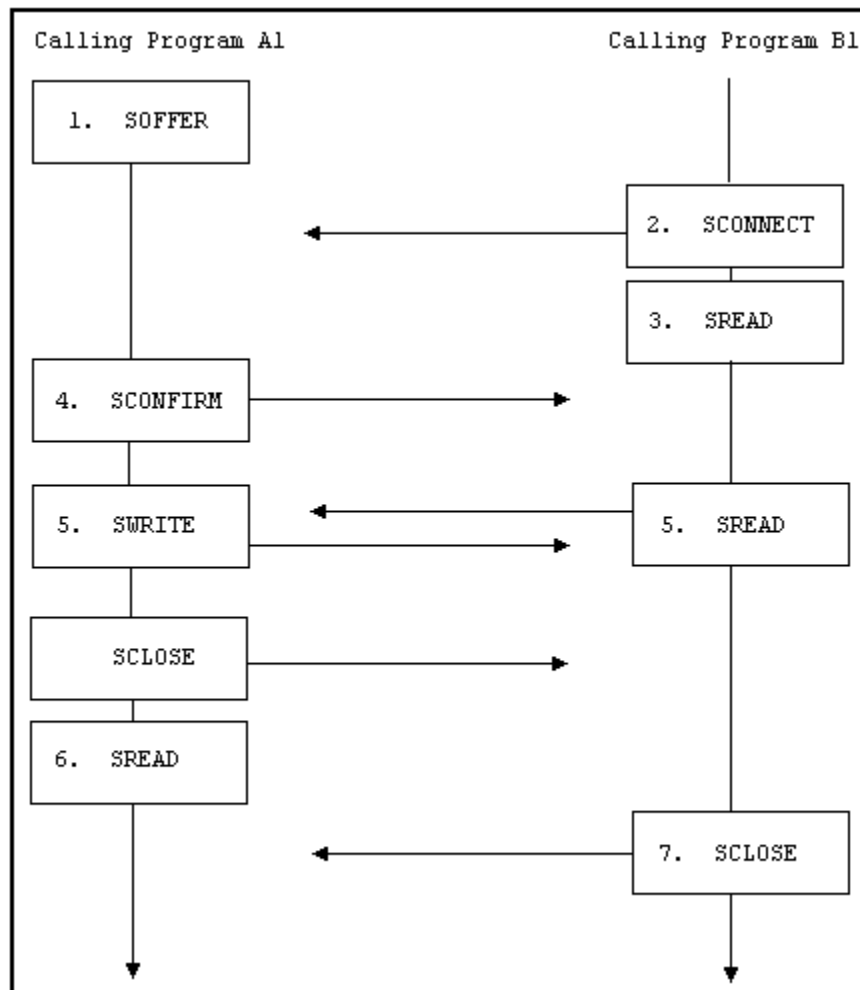 Calling Program A1
Calling Program B1
1. SOFFER
2. SCONNECT
3. SREAD
4. SCONFIRM
5. SWRITE
5. SREAD
SCLOSE
6. SREAD
7. SCLOSE